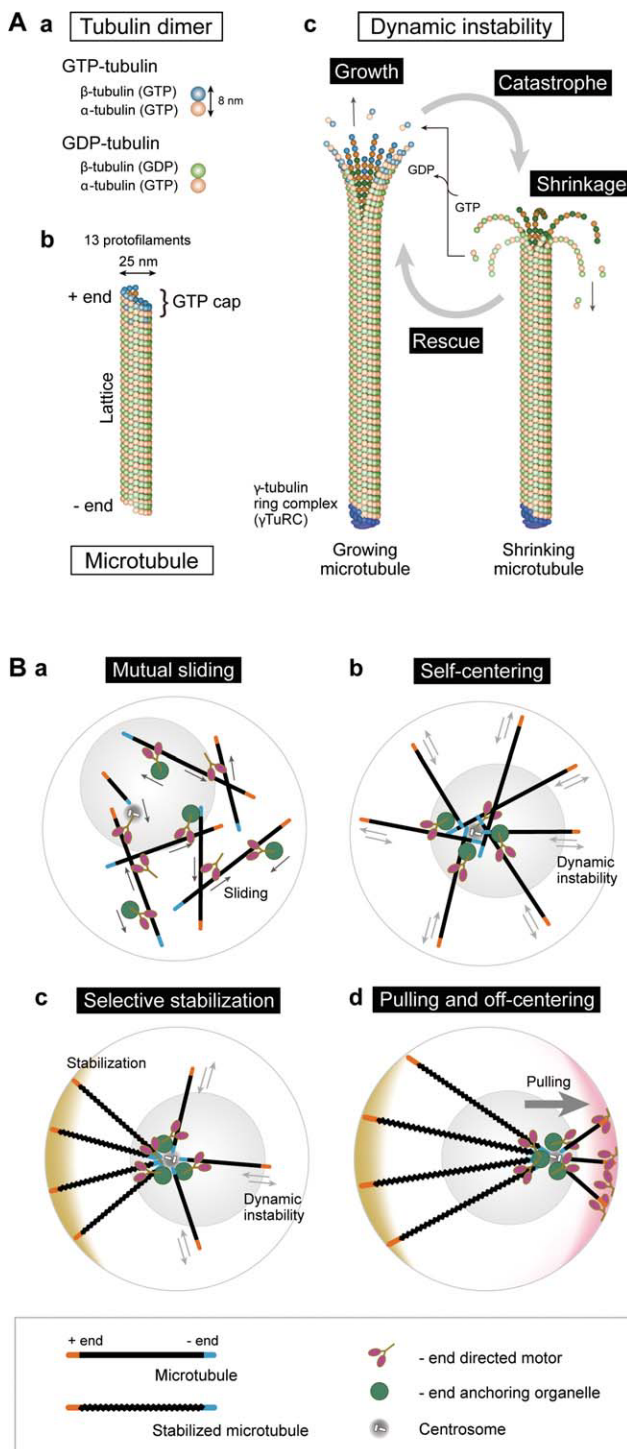 A a Tubulin dimer
GTP-tubulin
β-tubulin (GTP)
α-tubulin (GTP)
8 nm
GDP-tubulin
β-tubulin (GDP)
α-tubulin (GTP)
b
13 protofilaments
25 nm
+ end
GTP cap
Lattice
- end
Microtubule
c Dynamic instability
Growth
Catastrophe
GDP
GTP
Shrinkage
Rescue
γ-tubulin
ring complex
(γTuRC)
Growing
microtubule
Shrinking
microtubule
B a Mutual sliding
Sliding
b Self-centering
Dynamic
instability
c Selective stabilization
Stabilization
Dynamic
instability
d Pulling and off-centering
Pulling
+ end - end
Microtubule
Stabilized microtubule
- end directed motor
- end anchoring organelle
Centrosome